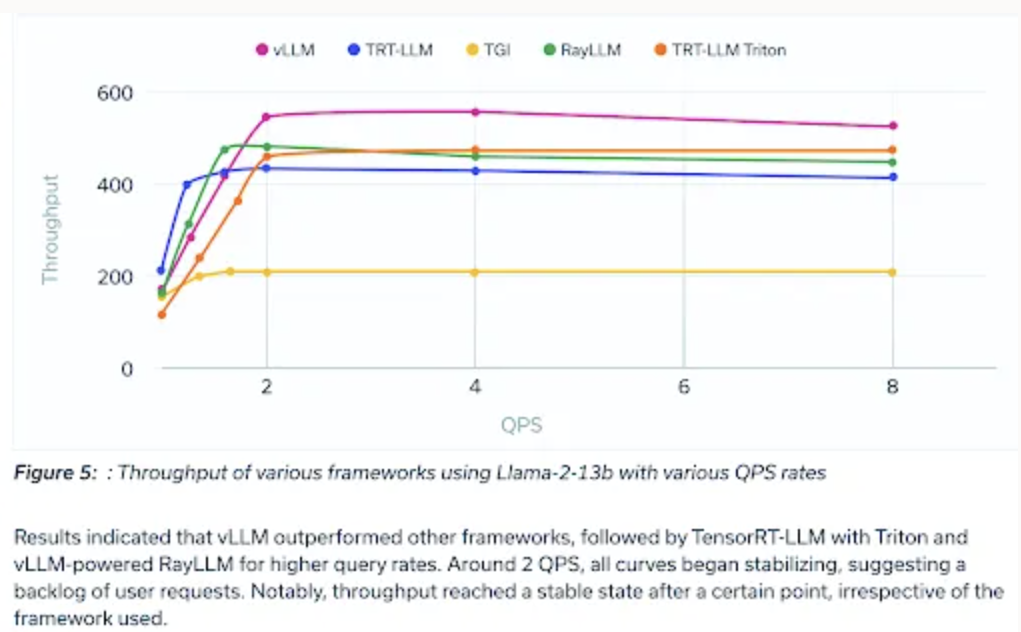 vLLM TRT-LLM TGI RayLLM TRT-LLM Triton
600
400
200
0
Throughput
2 4 6 8
QPS
Figure 5: : Throughput of various frameworks using Llama-2-13b with various QPS rates
Results indicated that vLLM outperformed other frameworks, followed by TensorRT-LLM with Triton and
vLLM-powered RayLLM for higher query rates. Around 2 QPS, all curves began stabilizing, suggesting a
backlog of user requests. Notably, throughput reached a stable state after a certain point, irrespective of the
framework used.